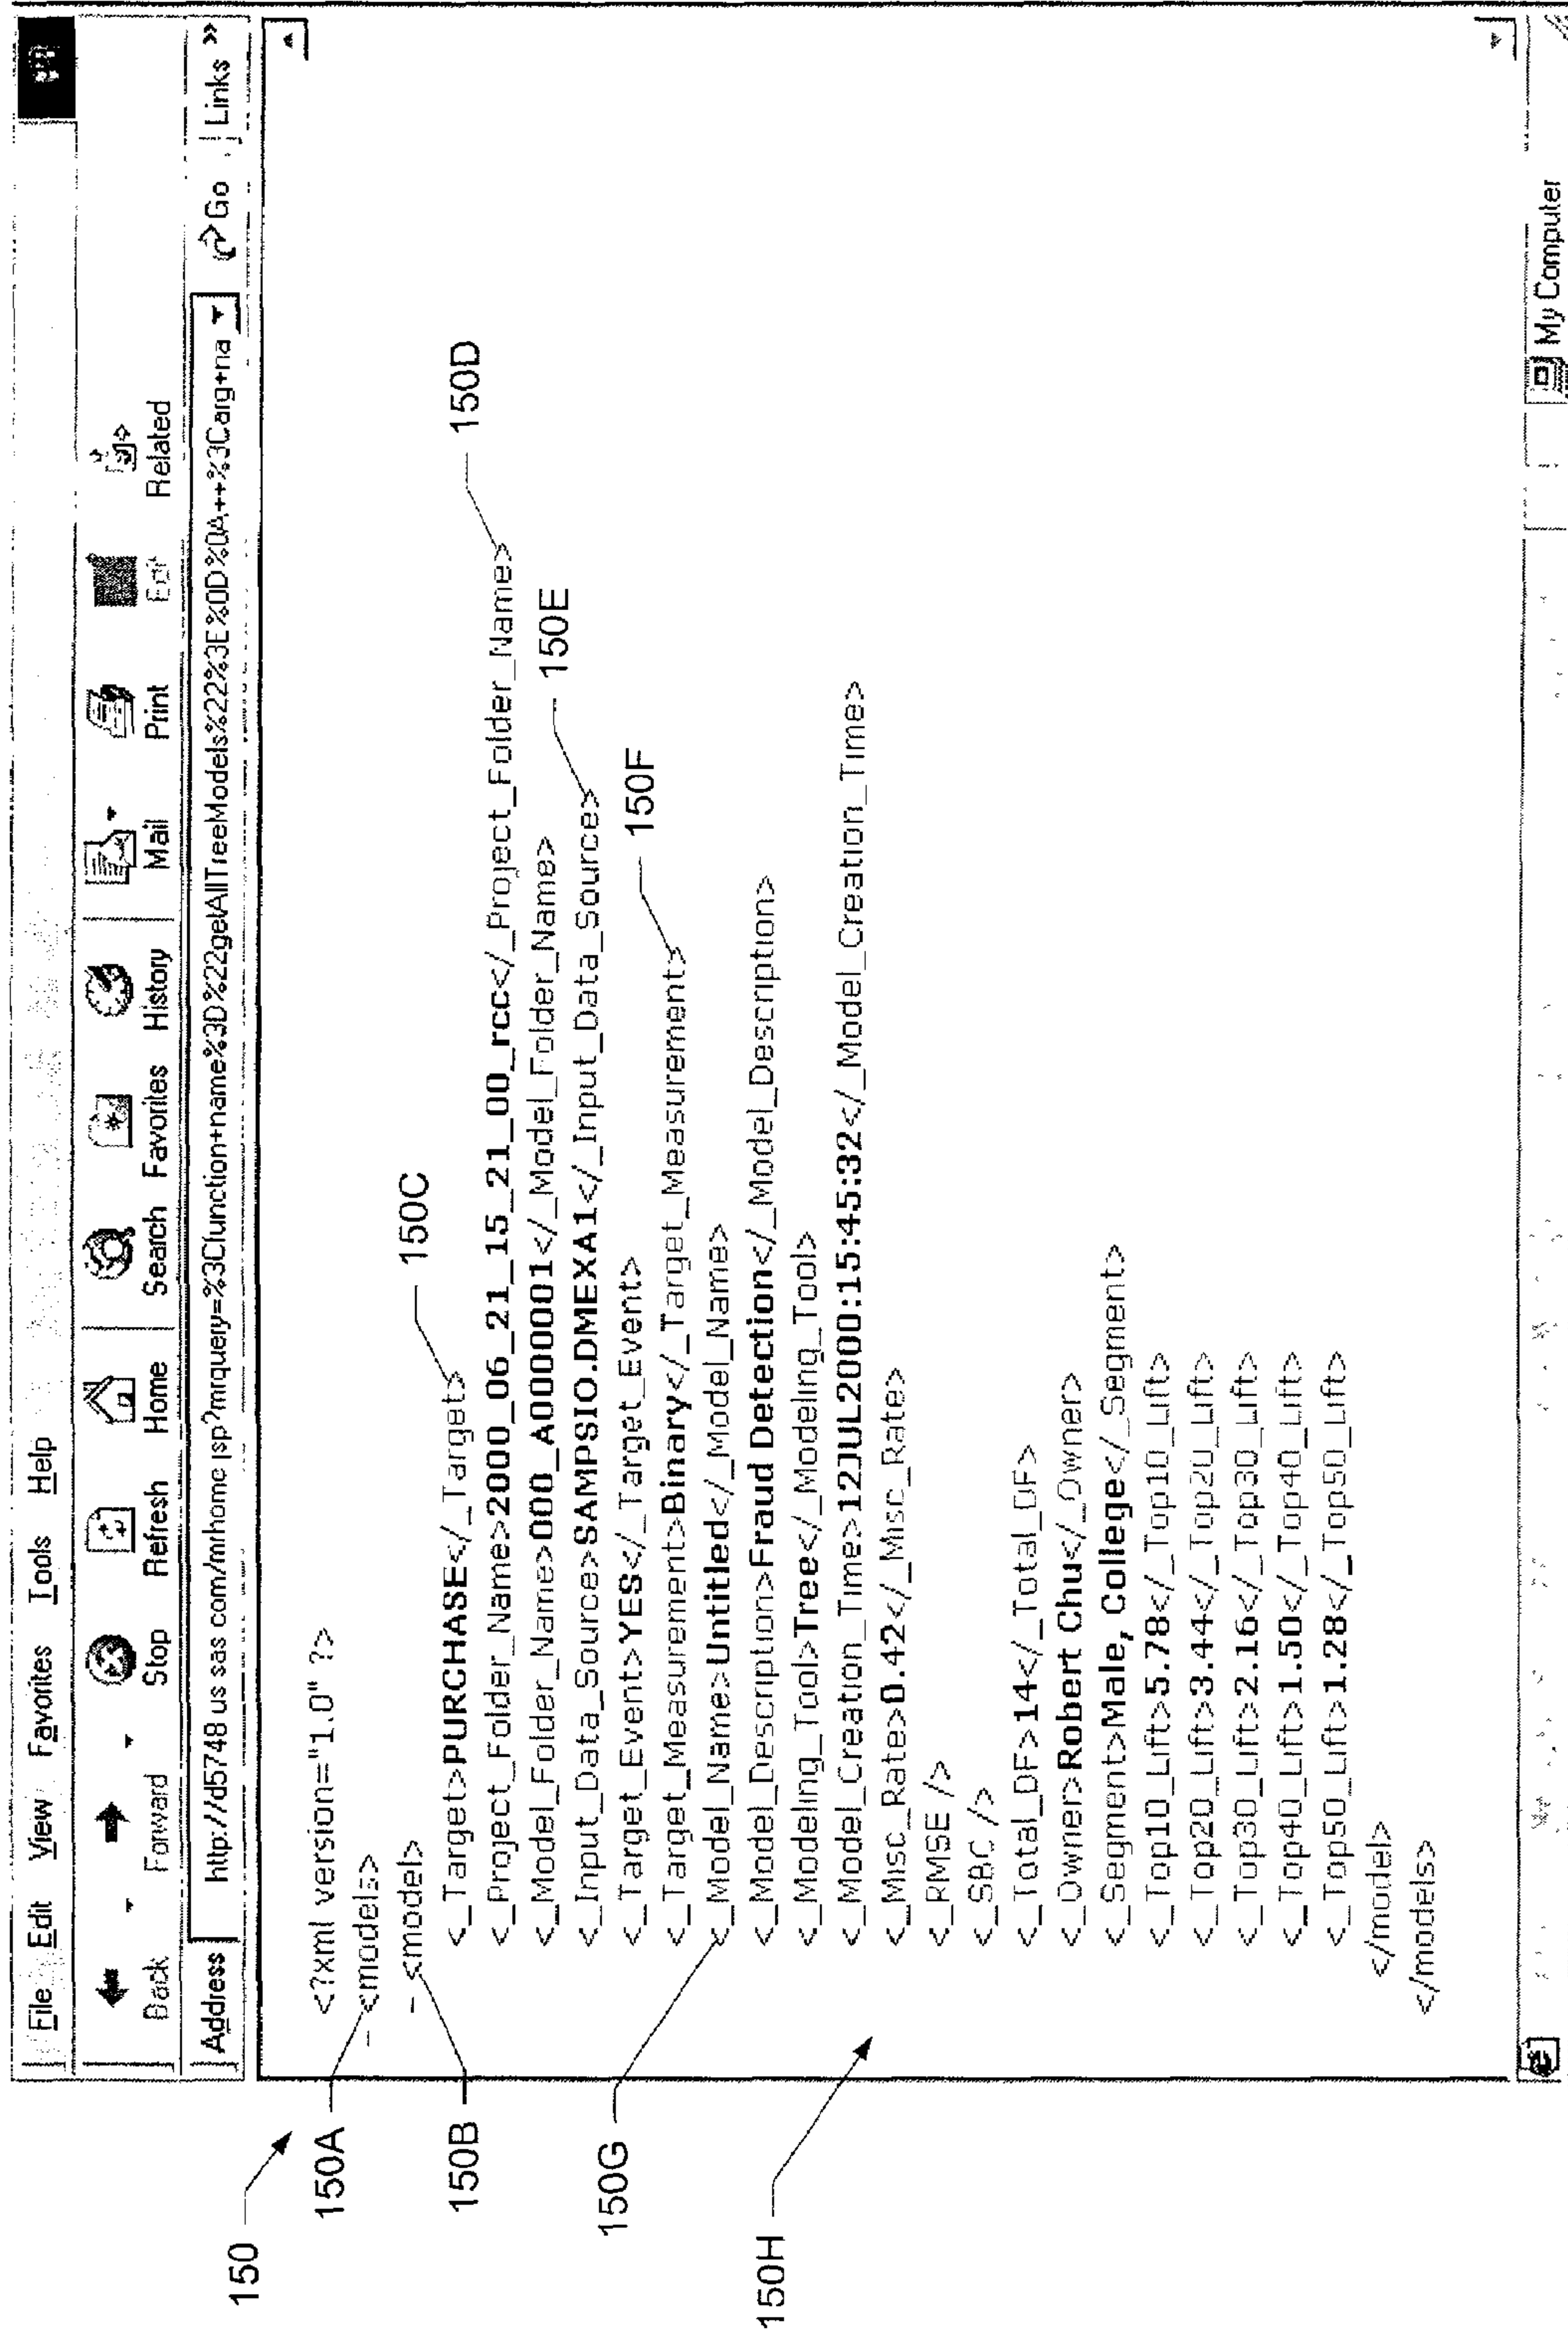 File Edit View Favorites Tools Help
Back Forward Stop Refresh Home Search Favorites History Mail Print Edit Related
Address http://d5748 us sas com/mrhome jsp?mrquery=%3Cfunction+name%3D%22getAllTreeModels%22%3E%0D%0A++%3Carg+na Go Links »
150
150A
150B
<?xml version="1.0" ?>
- <models>
- <model>
<_Target>PURCHASE</_Target> 150C
<_Project_Folder_Name>2000_06_21_15_21_00_rcc</_Project_Folder_Name> 150D
<_Model_Folder_Name>000_A0000001</_Model_Folder_Name>
<_Input_Data_Source>SAMPSIO.DMEXA1</_Input_Data_Source> 150E
<_Target_Event>YES</_Target_Event>
<_Target_Measurement>Binary</_Target_Measurement> 150F
150G <_Model_Name>Untitled</_Model_Name>
<_Model_Description>Fraud Detection</_Model_Description>
<_Modeling_Tool>Tree</_Modeling_Tool>
<_Model_Creation_Time>12JUL2000:15:45:32</_Model_Creation_Time>
150H
<_Misc_Rate>0.42</_Misc_Rate>
<_RMSE />
<_SBC />
<_Total_DF>14</_Total_DF>
<_Owner>Robert Chu</_Owner>
<_Segment>Male, College</_Segment>
<_Top10_Lift>5.78</_Top10_Lift>
<_Top20_Lift>3.44</_Top20_Lift>
<_Top30_Lift>2.16</_Top30_Lift>
<_Top40_Lift>1.50</_Top40_Lift>
<_Top50_Lift>1.28</_Top50_Lift>
</model>
</models>
My Computer